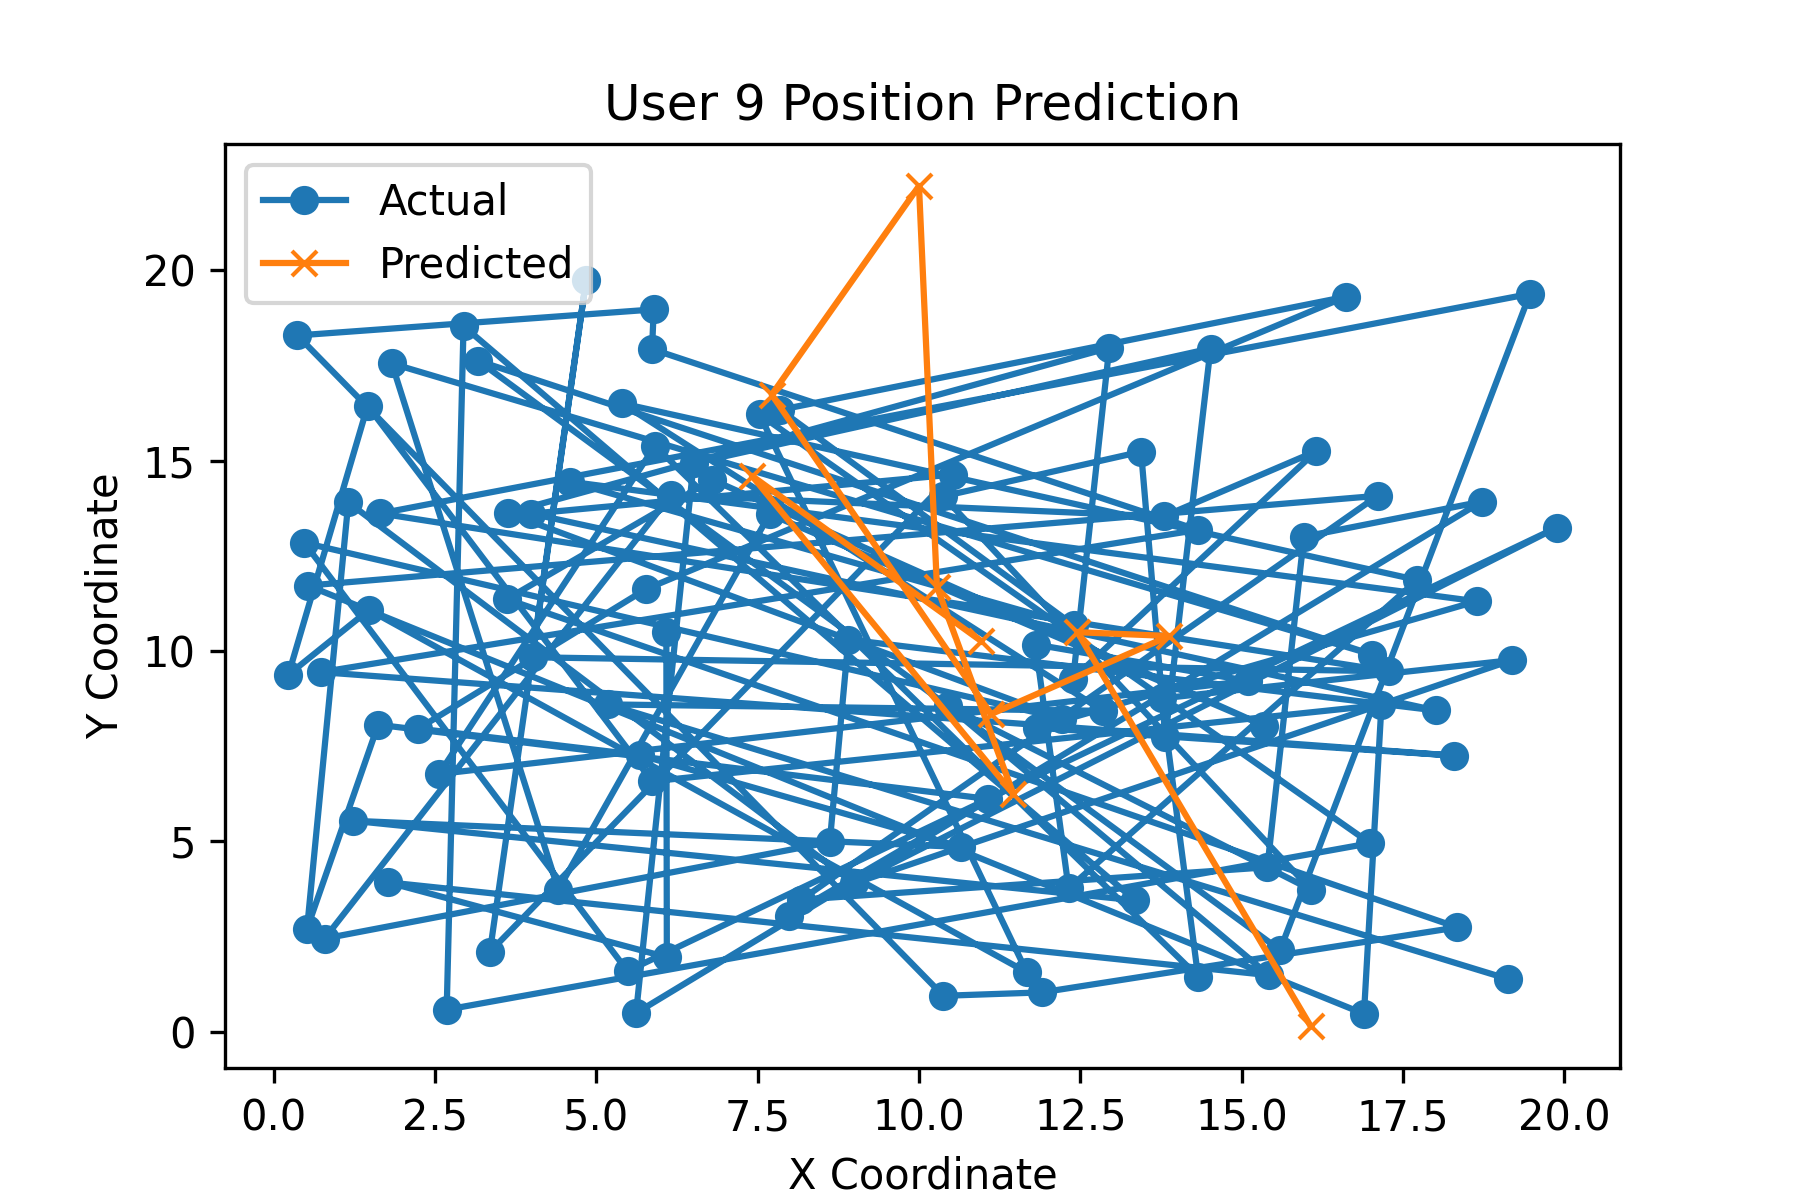 User 9 Position Prediction
Actual
Predicted
Y Coordinate
20
15
10
5
0
0.0 2.5 5.0 7.5 10.0 12.5 15.0 17.5 20.0
X Coordinate